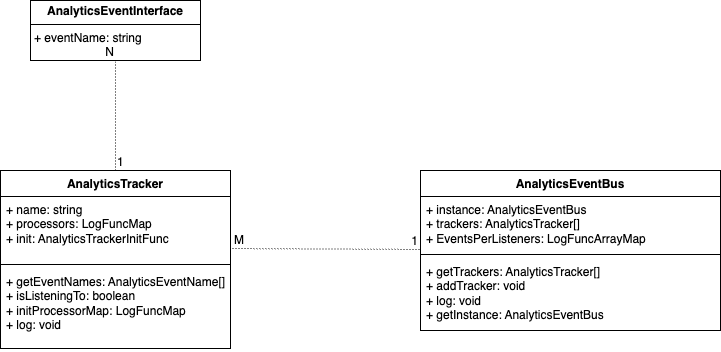 AnalyticsEventInterface
+ eventName: string
N
1
AnalyticsTracker
+ name: string
+ processors: LogFuncMap
+ init: AnalyticsTrackerInitFunc
+ getEventNames: AnalyticsEventName[]
+ isListeningTo: boolean
+ initProcessorMap: LogFuncMap
+ log: void
M
1
AnalyticsEventBus
+ instance: AnalyticsEventBus
+ trackers: AnalyticsTracker[]
+ EventsPerListeners: LogFuncArrayMap
+ getTrackers: AnalyticsTracker[]
+ addTracker: void
+ log: void
+ getInstance: AnalyticsEventBus